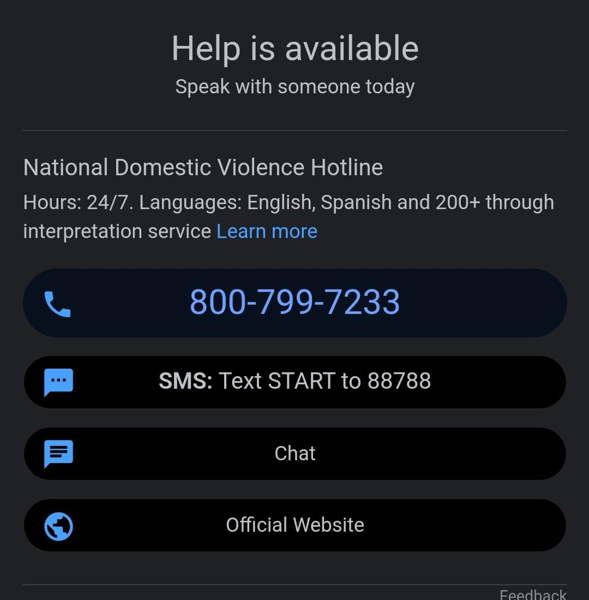 Help is available
Speak with someone today
National Domestic Violence Hotline
Hours: 24/7. Languages: English, Spanish and 200+ through
interpretation service Learn more
800-799-7233
SMS: Text START to 88788
Chat
Official Website
Feedback